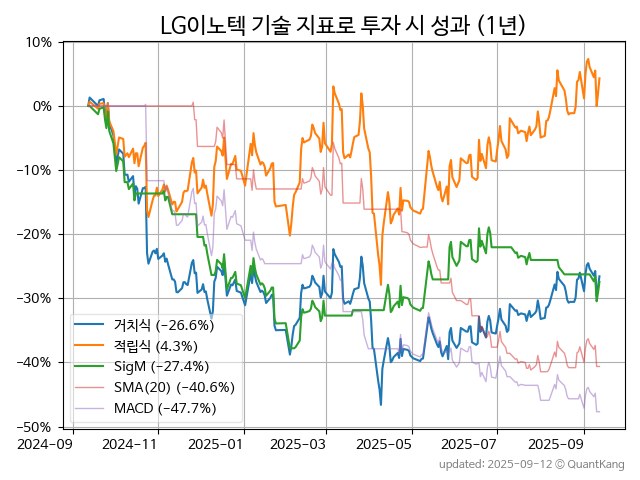 LG이노텍 기술 지표로 투자 시 성과 (1년)
10%
0%
−10%
−20%
−30%
−40%
−50%
거치식 (−26.6%)
적립식 (4.3%)
SigM (−27.4%)
SMA(20) (−40.6%)
MACD (−47.7%)
2024-09 2024-11 2025-01 2025-03 2025-05 2025-07 2025-09
updated: 2025-09-12 © QuantKang